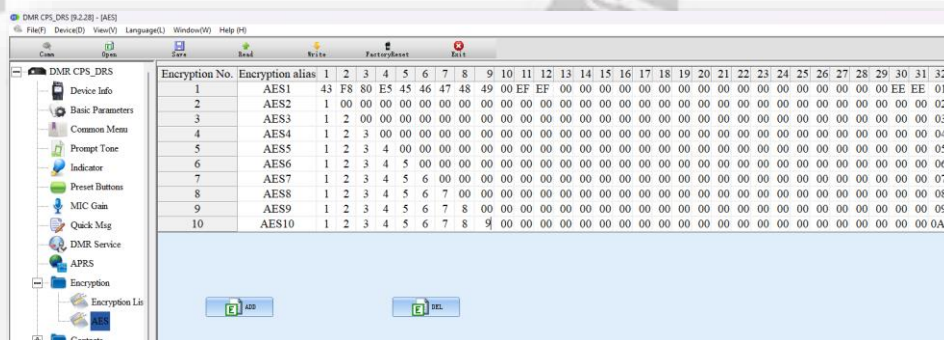 DMR CPS_DRS [9.2.28] - [AES]
File(F) Device(D) View(V) Language(L) Window(W) Help (H)
Comm Open Save Read Write FactoryReset Exit
DMR CPS_DRS
Device Info
Basic Parameters
Common Menu
Prompt Tone
Indicator
Preset Buttons
MIC Gain
Quick Msg
DMR Service
APRS
Encryption
Encryption Lis
AES
Contacts
Encryption No. Encryption alias 1 2 3 4 5 6 7 8 9 10 11 12 13 14 15 16 17 18 19 20 21 22 23 24 25 26 27 28 29 30 31 32
1 AES1 43 F8 80 E5 45 46 47 48 49 00 EF EF 00 00 00 00 00 00 00 00 00 00 00 00 00 00 00 00 00 EE EE 01
2 AES2 1 00 00 00 00 00 00 00 00 00 00 00 00 00 00 00 00 00 00 00 00 00 00 00 00 00 00 00 00 00 00 02
3 AES3 1 2 00 00 00 00 00 00 00 00 00 00 00 00 00 00 00 00 00 00 00 00 00 00 00 00 00 00 00 00 00 03
4 AES4 1 2 3 00 00 00 00 00 00 00 00 00 00 00 00 00 00 00 00 00 00 00 00 00 00 00 00 00 00 00 00 04
5 AES5 1 2 3 4 00 00 00 00 00 00 00 00 00 00 00 00 00 00 00 00 00 00 00 00 00 00 00 00 00 00 00 05
6 AES6 1 2 3 4 5 00 00 00 00 00 00 00 00 00 00 00 00 00 00 00 00 00 00 00 00 00 00 00 00 00 00 06
7 AES7 1 2 3 4 5 6 00 00 00 00 00 00 00 00 00 00 00 00 00 00 00 00 00 00 00 00 00 00 00 00 00 07
8 AES8 1 2 3 4 5 6 7 00 00 00 00 00 00 00 00 00 00 00 00 00 00 00 00 00 00 00 00 00 00 00 00 08
9 AES9 1 2 3 4 5 6 7 8 00 00 00 00 00 00 00 00 00 00 00 00 00 00 00 00 00 00 00 00 00 00 00 09
10 AES10 1 2 3 4 5 6 7 8 9 00 00 00 00 00 00 00 00 00 00 00 00 00 00 00 00 00 00 00 00 00 00 0A
ADD DEL